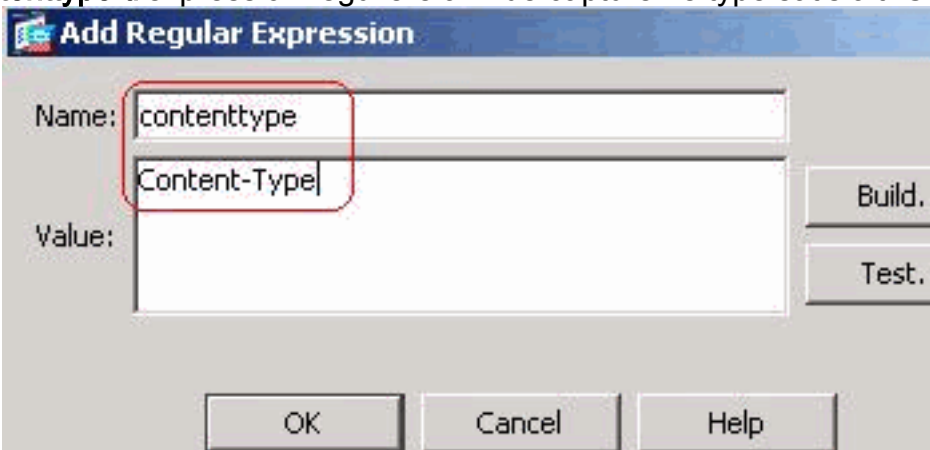 Add Regular Expression
Name: contenttype
Content-Type
Value:
Build.
Test.
OK Cancel Help